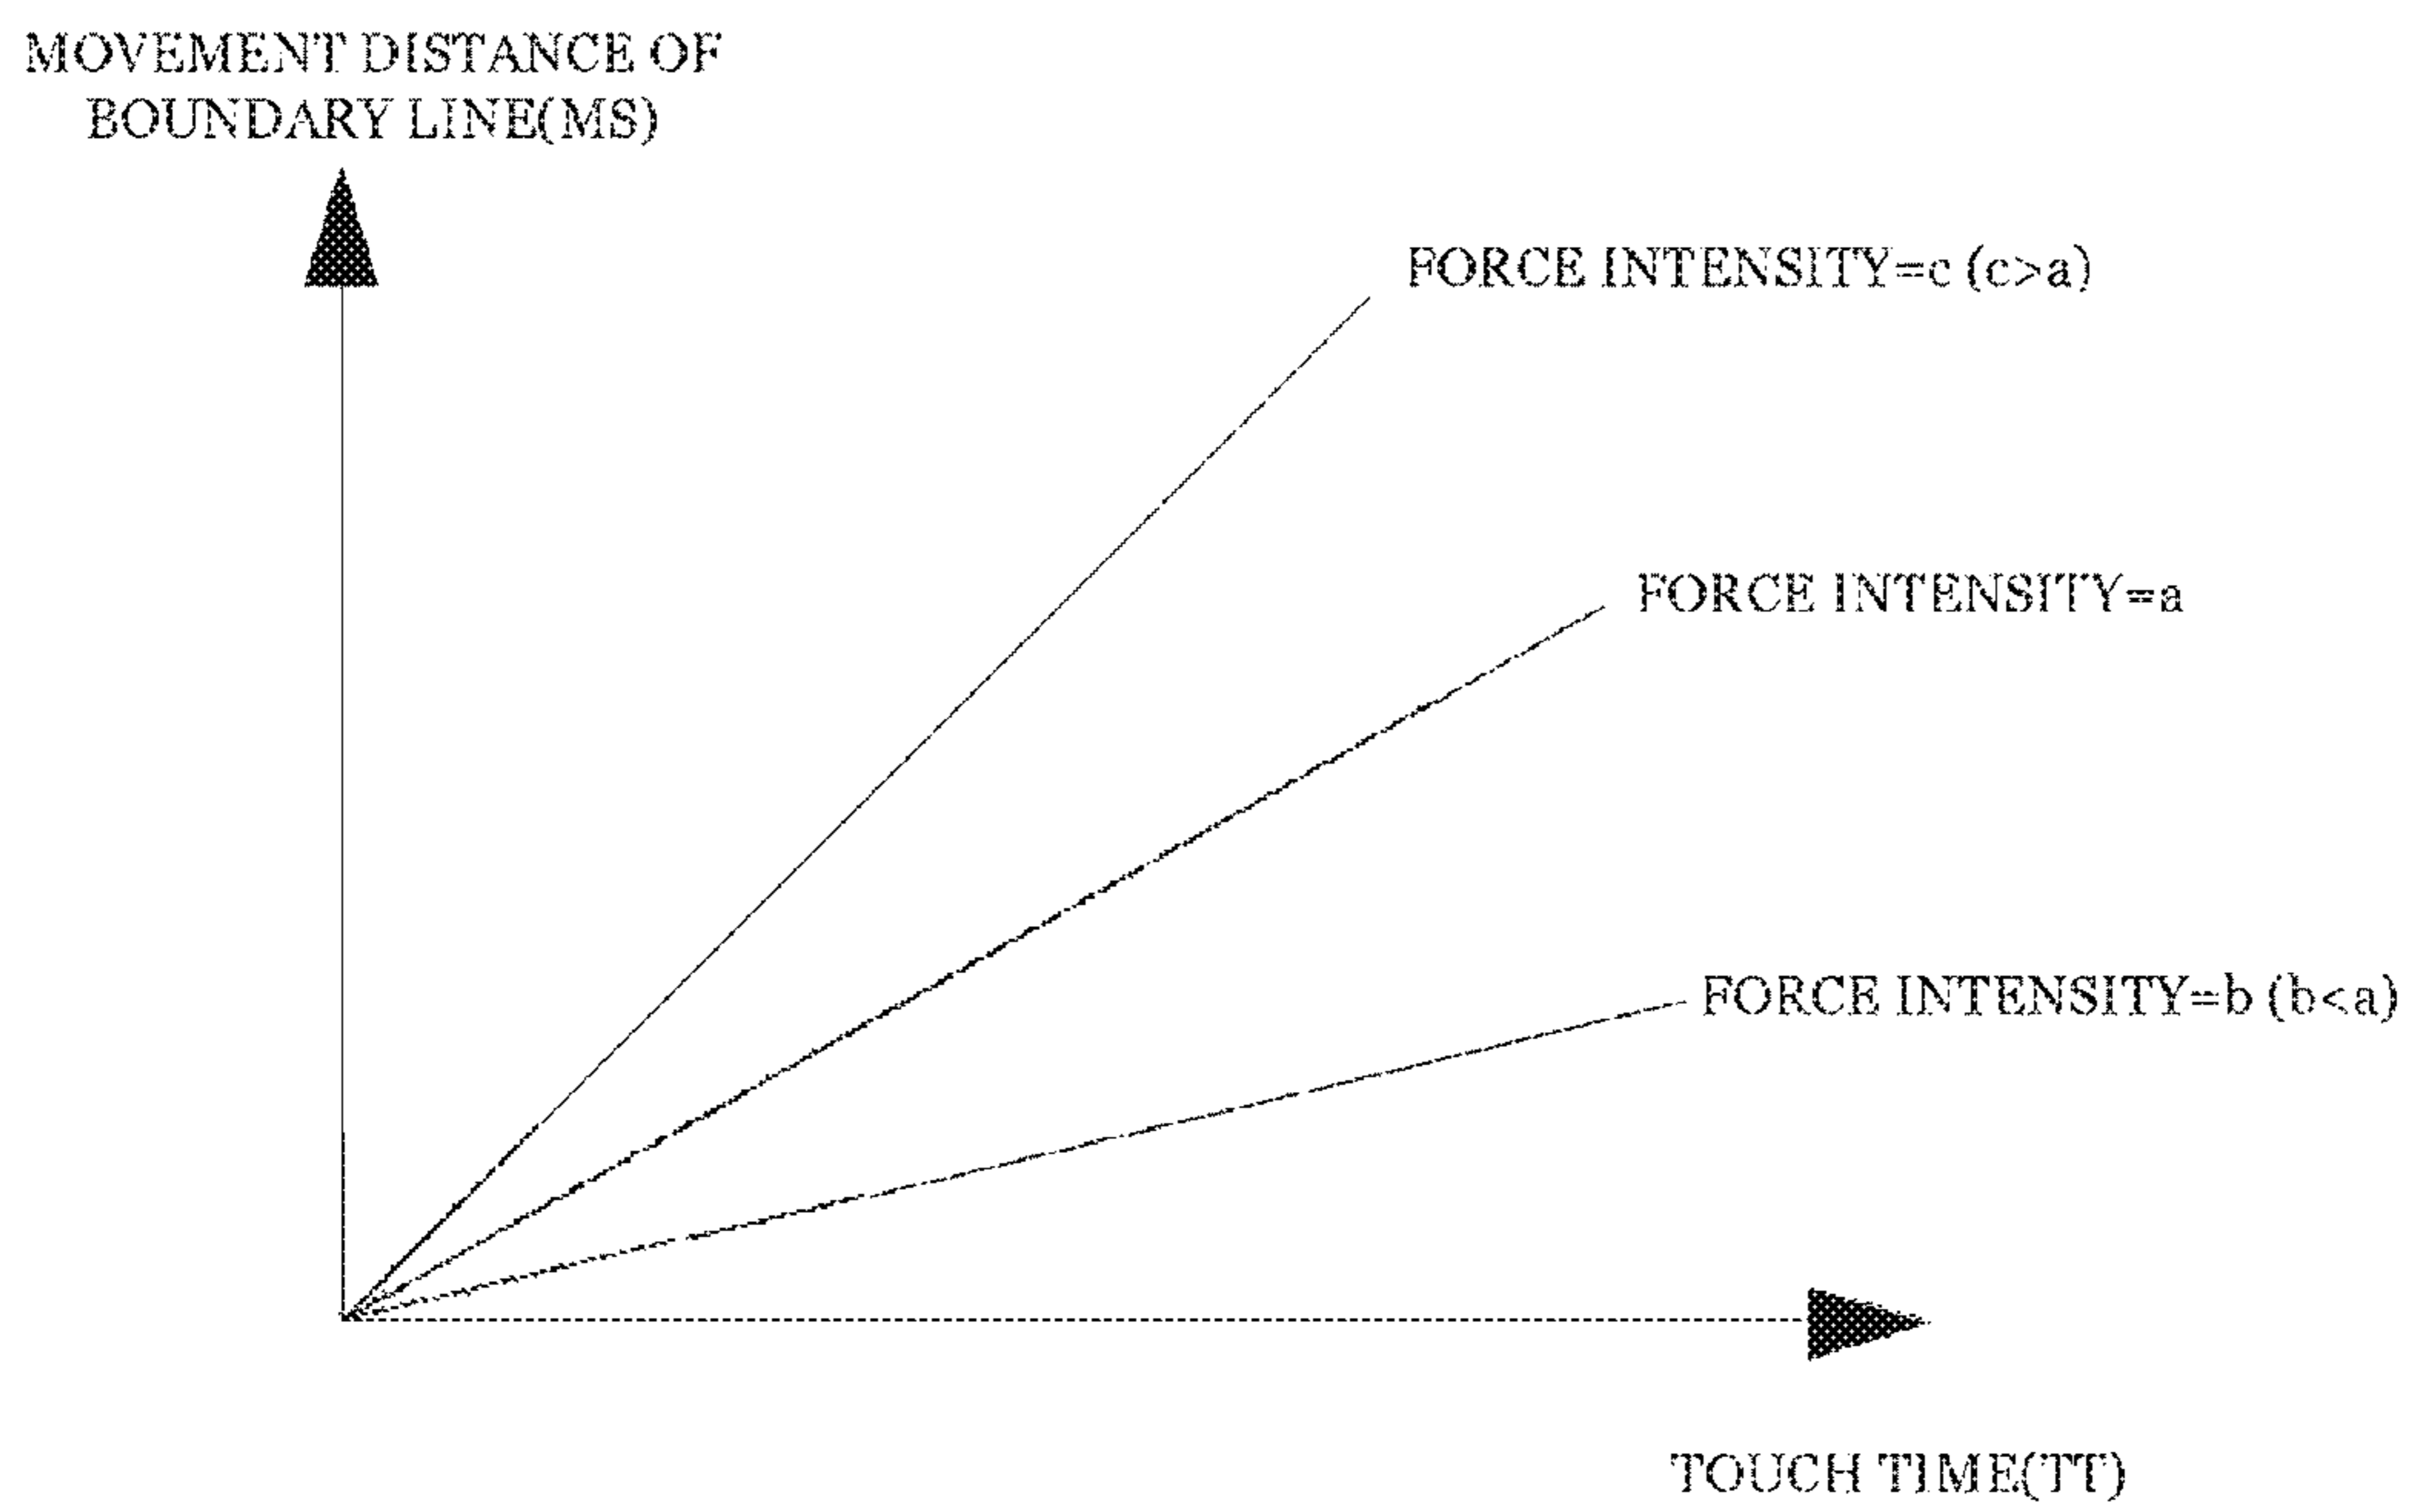 MOVEMENT DISTANCE OF
BOUNDARY LINE(MS)
FORCE INTENSITY=c (c>a)
FORCE INTENSITY=a
FORCE INTENSITY=b (b<a)
TOUCH TIME(TT)